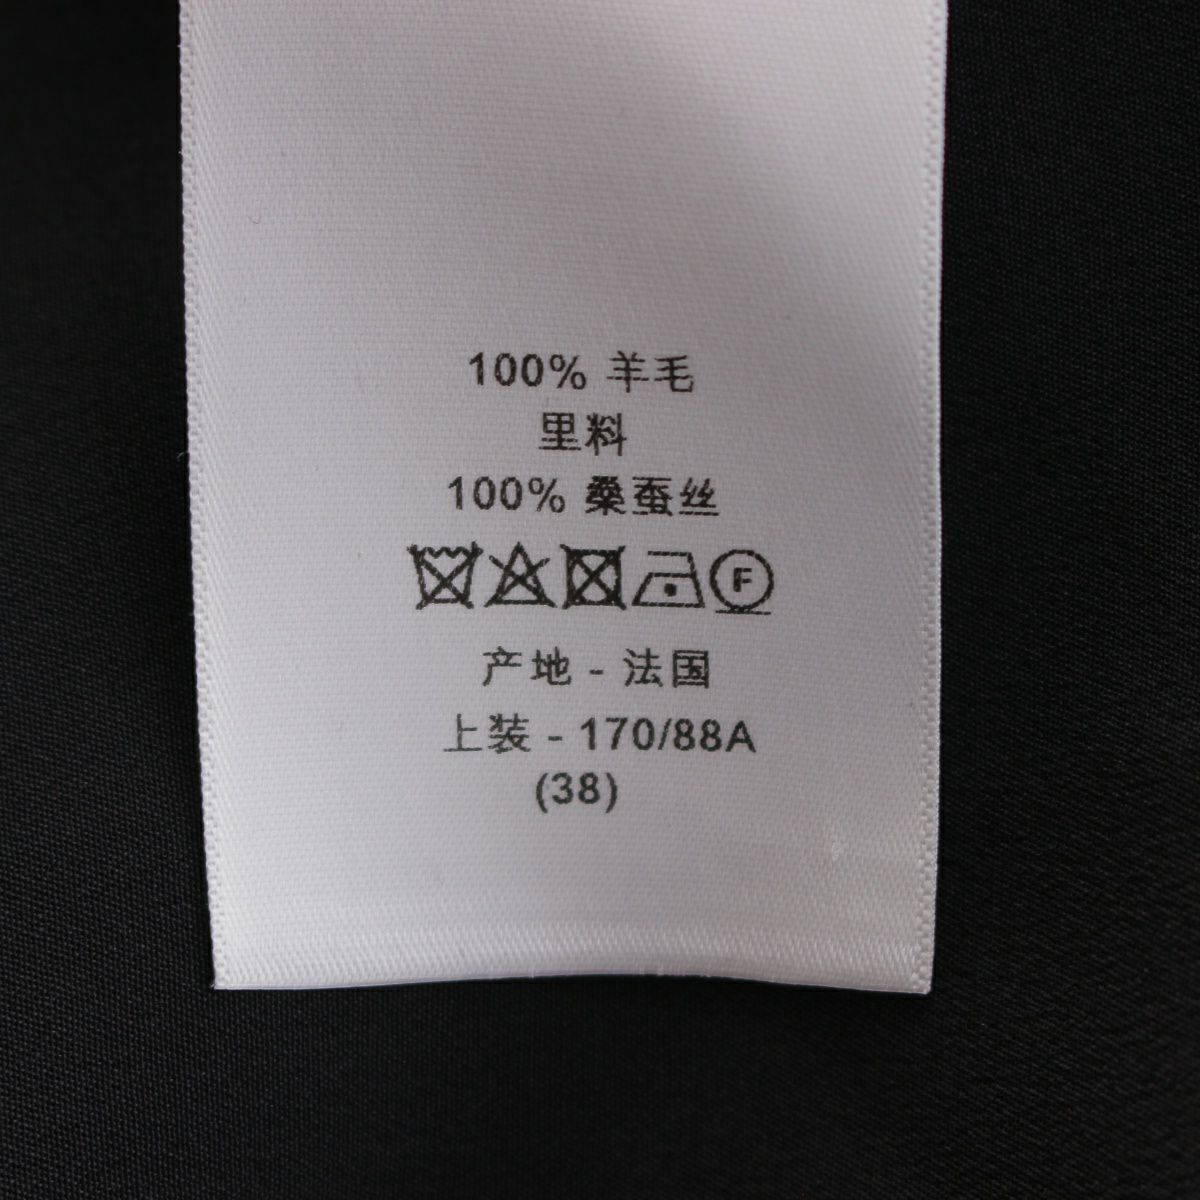 100% 羊毛
里料
100% 桑蚕丝
F
产地 - 法国
上装 - 170/88A
(38)